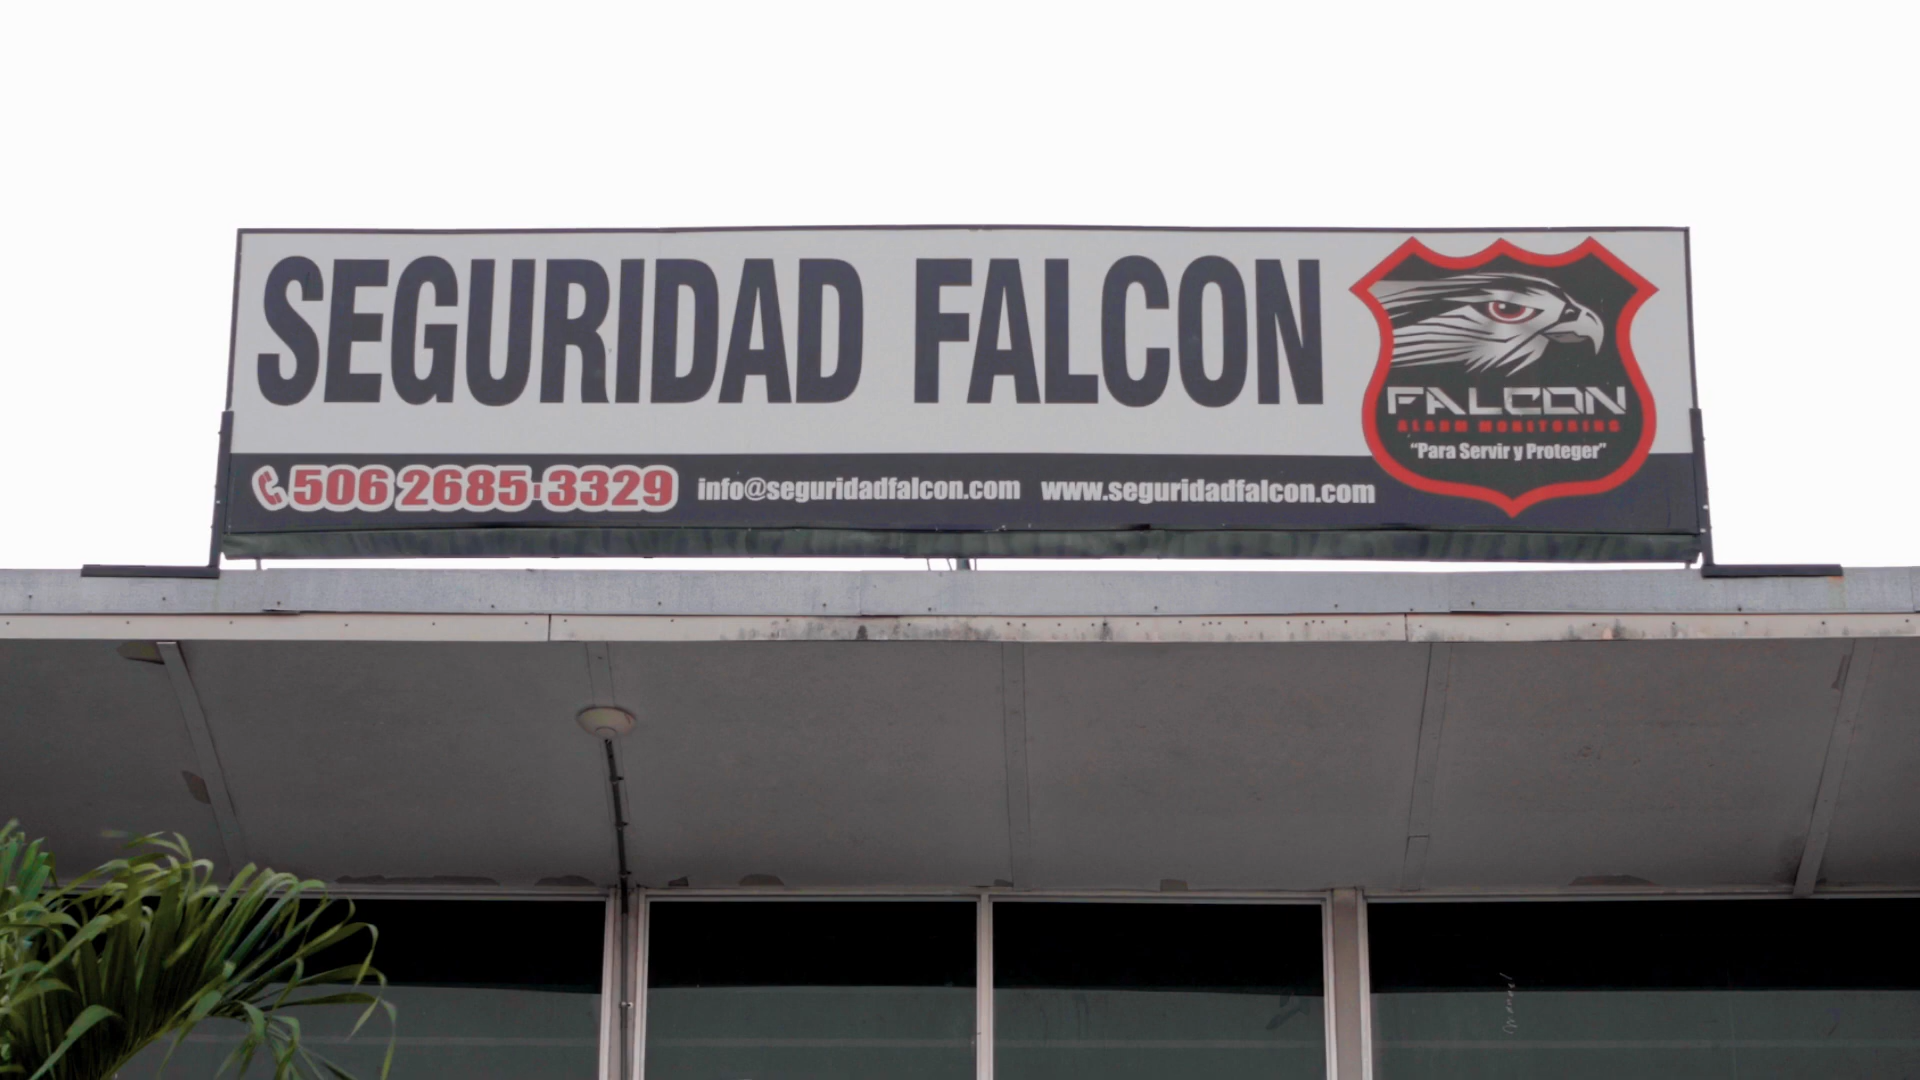 SEGURIDAD FALCON
506 2685-3329 info@seguridadfalcon.com www.seguridadfalcon.com
FALCON
ALARM MONITORING
“Para Servir y Proteger”